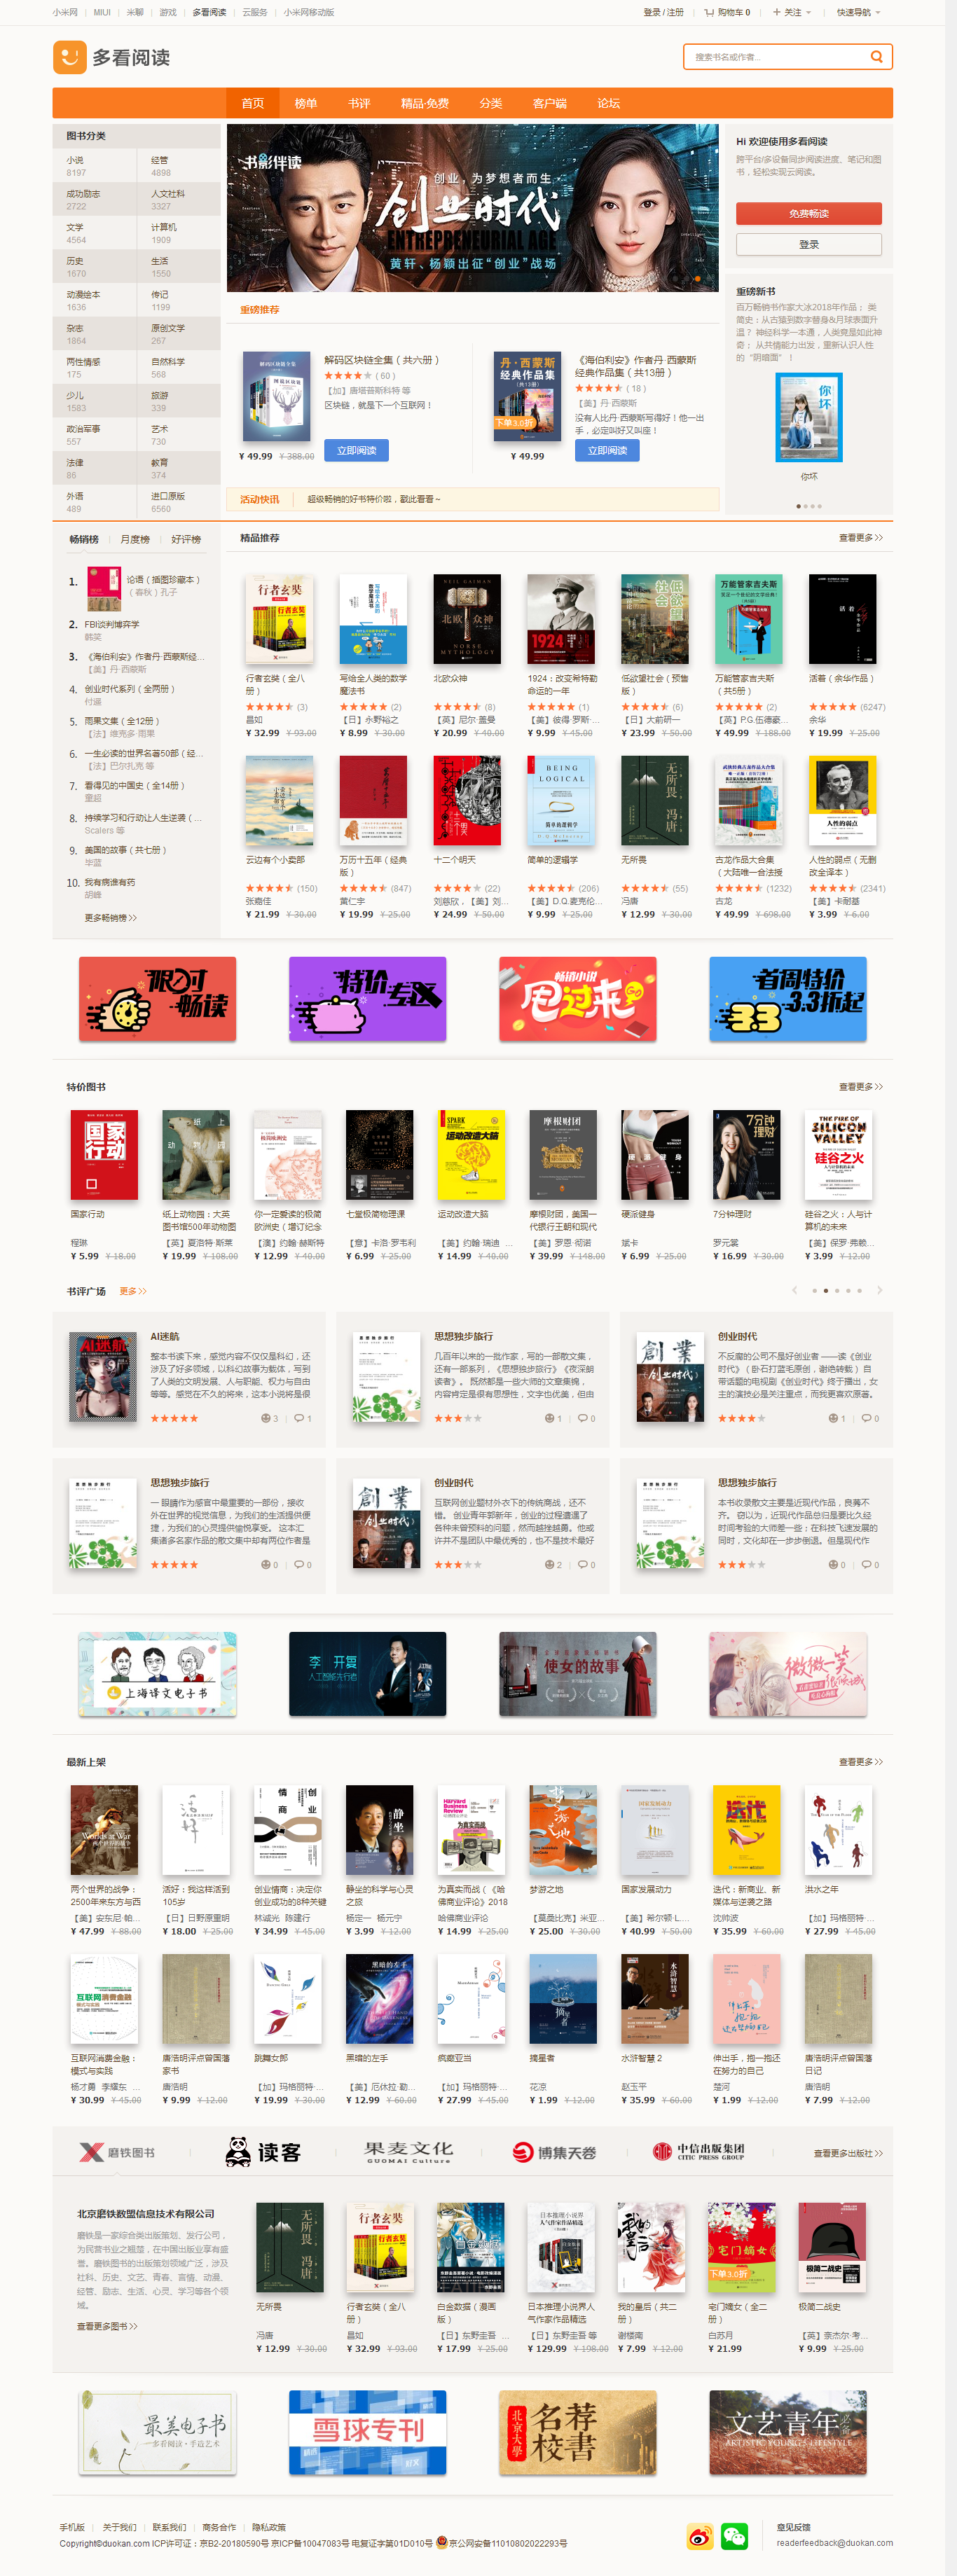 小米网 | MIUI | 米聊 | 游戏 | 多看阅读 | 云服务 | 小米网移动版
登录 / 注册 | 购物车 0 | 关注 | 快速导航
多看阅读
搜索书名或作者...
首页 榜单 书评 精品·免费 分类 客户端 论坛
图书分类
小说 经管
8197 4898
成功励志 人文社科
2722 3327
文学 计算机
4564 1909
历史 生活
1670 1550
动漫绘本 传记
1636 1199
杂志 原创文学
1864 267
两性情感 自然科学
175 568
少儿 旅游
1583 339
政治军事 艺术
557 730
法律 教育
86 374
外语 进口原版
489 6560
书影伴读
创业,为梦想者而生
创业时代
ENTREPRENEURIAL AGE
黄轩、杨颖出征“创业”战场
Hi 欢迎使用多看阅读
跨平台/多设备同步阅读进度、笔记和图
书,轻松实现云阅读。
免费畅读
登录
重磅推荐
解码区块链全集(共六册)
( 60 )
【加】唐塔普斯科特 等
区块链,就是下一个互联网!
¥ 49.99 ¥ 388.00
立即阅读
丹·西蒙斯
经典作品集
(共13册)
下单3.0折
《海伯利安》作者丹·西蒙斯
经典作品集(共13册)
( 18 )
【美】丹·西蒙斯
没有人比丹·西蒙斯写得好!他一出
手,必定叫好又叫座!
¥ 49.99
立即阅读
活动快讯 超级畅销的好书特价啦,戳此看看~
重磅新书
百万畅销书作家大冰2018年作品; 类
简史:从古猿到数字替身&月球表面升
温? 神经科学一本通,人类竟是如此神
奇; 从共情能力出发,重新认识人性
的“阴暗面”!
你坏
你坏
畅销榜 | 月度榜 | 好评榜
1. 论语(插图珍藏本)
(春秋)孔子
2. FBI谈判博弈学
韩笑
3. 《海伯利安》作者丹·西蒙斯经...
【美】丹·西蒙斯
4. 创业时代系列(全两册)
付遥
5. 雨果文集(全12册)
【法】维克多·雨果
6. 一生必读的世界名著50部(经...
【法】巴尔扎克 等
7. 看得见的中国史(全14册)
童超
8. 持续学习和行动让人生逆袭(...
Scalers 等
9. 美国的故事(共七册)
毕蓝
10. 我有病谁有药
胡峰
更多畅销榜
精品推荐 查看更多
行者玄奘(全八
册)
(3)
昌如
¥ 32.99 ¥ 93.00
写给全人类的数学
魔法书
(2)
【日】永野裕之
¥ 8.99 ¥ 30.00
北欧众神
(8)
【英】尼尔·盖曼
¥ 20.99 ¥ 40.00
1924:改变希特勒
命运的一年
(1)
【美】彼得·罗斯·...
¥ 9.99 ¥ 45.00
低欲望社会(预售
版)
(6)
【日】大前研一
¥ 23.99 ¥ 50.00
万能管家吉夫斯
(共5册)
(2)
【英】P.G.伍德豪...
¥ 49.99 ¥ 188.00
活着(余华作品)
(6247)
余华
¥ 19.99 ¥ 25.00
云边有个小卖部
(150)
张嘉佳
¥ 21.99 ¥ 30.00
万历十五年(经典
版)
(847)
黄仁宇
¥ 19.99 ¥ 25.00
十二个明天
(22)
刘慈欣,【美】刘...
¥ 24.99 ¥ 50.00
简单的逻辑学
(206)
【美】D.Q.麦克伦...
¥ 9.99 ¥ 25.00
无所畏
(55)
冯唐
¥ 12.99 ¥ 30.00
古龙作品大合集
(大陆唯一合法授
(1232)
古龙
¥ 49.99 ¥ 698.00
人性的弱点(无删
改全译本)
(2341)
【美】卡耐基
¥ 3.99 ¥ 6.00
限时畅读
特价专区
畅销小说
甩过来
GO
首周特价
3.3折起
3.3
特价图书 查看更多
国家行动
程琳
¥ 5.99 ¥ 18.00
纸上动物园:大英
图书馆500年动物图
【英】夏洛特·斯莱
¥ 19.99 ¥ 108.00
你一定爱读的极简
欧洲史(增订纪念
【澳】约翰·赫斯特
¥ 12.99 ¥ 40.00
七堂极简物理课
【意】卡洛·罗韦利
¥ 6.99 ¥ 25.00
运动改造大脑
【美】约翰·瑞迪 ...
¥ 14.99 ¥ 40.00
摩根财团:美国一
代银行王朝和现代
【美】罗恩·彻诺
¥ 39.99 ¥ 148.00
硬派健身
斌卡
¥ 6.99 ¥ 25.00
7分钟理财
罗元裳
¥ 16.99 ¥ 30.00
硅谷之火:人与计
算机的未来
【美】保罗·弗赖...
¥ 3.99 ¥ 12.00
书评广场 更多
AI迷航
整本书读下来,感觉内容不仅仅是科幻,还
涉及了好多领域,以科幻故事为载体,写到
了人类的文明发展、人与职能、权力与自由
等等。感觉在不久的将来,这本小说将是很
3 | 1
思想独步旅行
几百年以来的一批作家,写的一部散文集,
还有一部系列,《思想独步旅行》《夜深朗
读者》。 既然都是一些大师的文章集锦,
内容肯定是很有思想性,文字也优美,但由
1 | 0
创业时代
不反腐的公司不是好创业者 ——读《创业
时代》(卧石打蓝毛原创,谢绝转载) 自
带话题的电视剧《创业时代》终于播出,女
主的演技必是关注重点,而我更喜欢原著。
1 | 0
思想独步旅行
一 眼睛作为感官中最重要的一部份,接收
外在世界的视觉信息,为我们的生活提供便
捷,为我们的心灵提供愉悦享受。 这本汇
集诸多名家作品的散文集中却有两位作者是
0 | 0
创业时代
互联网创业题材外衣下的传统商战,还不
错。 创业青年郭新年,创业的过程遭遇了
各种未曾预料的问题,然而越挫越勇。他或
许并不是团队中最优秀的,也不是技术最好
2 | 0
思想独步旅行
本书收录散文主要是近现代作品,良莠不
齐。 窃以为,近现代作品总归是要比久经
时间考验的大师差一些;在科技飞速发展的
同时,文化却在一步步倒退。但是现代作
0 | 0
上海译文电子书
李开复
人工智能先行者
使女的故事
微微一笑很倾城
最新上架 查看更多
两个世界的战争:
2500年来东方与西
【美】安东尼·帕...
¥ 47.99 ¥ 88.00
活好:我这样活到
105岁
【日】日野原重明
¥ 18.00 ¥ 25.00
创业情商:决定你
创业成功的8种关键
林诚光 陈建行
¥ 34.99 ¥ 45.00
静坐的科学与心灵
之旅
杨定一 杨元宁
¥ 3.99 ¥ 12.00
为真实而战(《哈
佛商业评论》2018
哈佛商业评论
¥ 14.99 ¥ 25.00
梦游之地
【莫桑比克】米亚...
¥ 25.00 ¥ 30.00
国家发展动力
【美】希尔顿·L....
¥ 40.99 ¥ 50.00
迭代:新商业、新
媒体与逆袭之路
沈帅波
¥ 35.99 ¥ 60.00
洪水之年
【加】玛格丽特·...
¥ 27.99 ¥ 45.00
互联网消费金融:
模式与实践
杨才勇 李耀东 ...
¥ 30.99 ¥ 45.00
唐浩明评点曾国藩
家书
唐浩明
¥ 9.99 ¥ 12.00
跳舞女郎
【加】玛格丽特·...
¥ 19.99 ¥ 30.00
黑暗的左手
【美】厄休拉·勒...
¥ 12.99 ¥ 60.00
疯癫亚当
【加】玛格丽特·...
¥ 27.99 ¥ 45.00
摘星者
花凉
¥ 1.99 ¥ 12.00
水浒智慧 2
赵玉平
¥ 35.99 ¥ 60.00
伸出手,抱一抱还
在努力的自己
楚河
¥ 1.99 ¥ 12.00
唐浩明评点曾国藩
日记
唐浩明
¥ 7.99 ¥ 12.00
磨铁图书 读客 果麦文化 GUOMAI Culture 博集天卷 中信出版集团 CITIC PRESS GROUP 查看更多出版社
北京磨铁数盟信息技术有限公司
磨铁是一家综合类出版策划、发行公司,
为民营书业之翘楚,在中国出版业享有盛
誉。磨铁图书的出版策划领域广泛,涉及
社科、历史、文艺、青春、言情、动漫、
经管、励志、生活、心灵、学习等各个领
域。
查看更多图书
无所畏
冯唐
¥ 12.99 ¥ 30.00
行者玄奘(全八
册)
昌如
¥ 32.99 ¥ 93.00
白金数据(漫画
版)
【日】东野圭吾 ...
¥ 17.99 ¥ 25.00
日本推理小说界人
气作家作品精选
【日】东野圭吾 等
¥ 129.99 ¥ 198.00
我的皇后(共二
册)
谢楼南
¥ 7.99 ¥ 12.00
下单3.0折
宅门嫡女(全二
册)
白苏月
¥ 21.99
极简二战史
【英】奈杰尔·考...
¥ 9.99 ¥ 25.00
最美电子书
多看阅读·手造艺术
雪球专刊
北京大學
名校荐書
文艺青年必备
ARTISTIC YOUNG'S LIFESTYLE
手机版 | 关于我们 | 联系我们 | 商务合作 | 隐私政策
Copyright©duokan.com ICP许可证:京B2-20180590号 京ICP备10047083号 电复证字第01D010号 京公网安备11010802022293号
意见反馈
readerfeedback@duokan.com